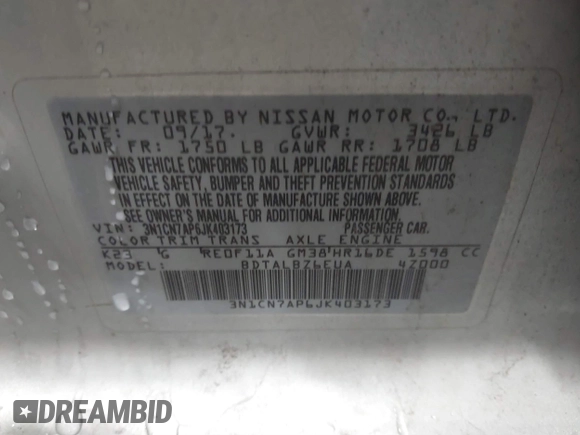 MANUFACTURED BY NISSAN MOTOR CO., LTD.
DATE: 09/17. GVWR: 3426 LB
GAWR FR: 1750 LB GAWR RR: 1708 LB
THIS VEHICLE CONFORMS TO ALL APPLICABLE FEDERAL MOTOR
VEHICLE SAFETY, BUMPER AND THEFT PREVENTION STANDARDS
IN EFFECT ON THE DATE OF MANUFACTURE SHOWN ABOVE.
SEE OWNER'S MANUAL FOR ADDITIONAL INFORMATION.
VIN: 3N1CN7AP6JK403173 PASSENGER CAR.
COLOR TRIM TRANS AXLE ENGINE
K23 G RE0F11A GM38 HR16DE 1598 CC
MODEL: BDTALBZ6EUA 4Z000
3N1CN7AP6JK403173
DREAMBID